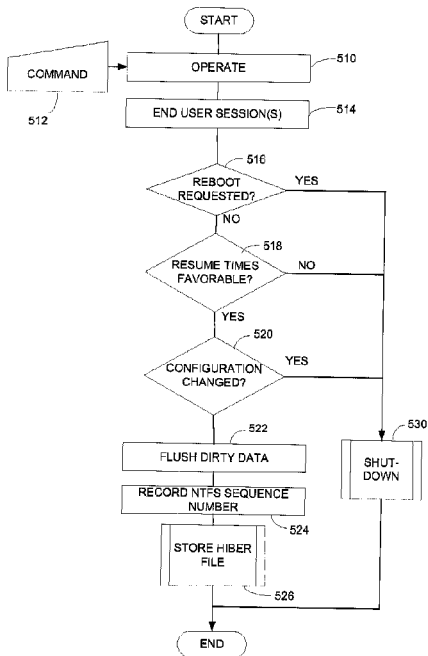 START
OPERATE
510
COMMAND
512
END USER SESSION(S)
514
516
REBOOT
REQUESTED?
YES
NO
518
RESUME TIMES
FAVORABLE?
NO
YES
520
CONFIGURATION
CHANGED?
YES
522
FLUSH DIRTY DATA
530
SHUT-
DOWN
RECORD NTFS SEQUENCE
NUMBER
524
STORE HIBER
FILE
526
END